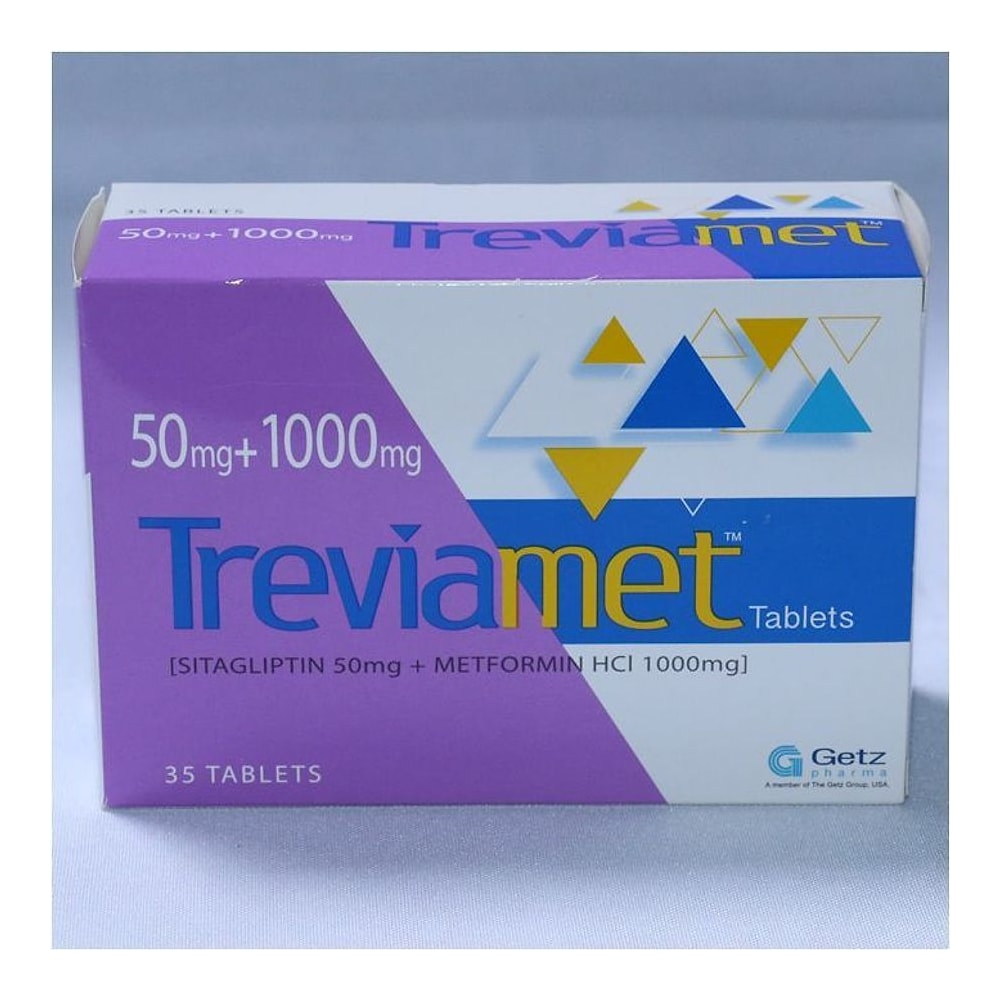 35 TABLETS
50mg+1000mg Treviamet™
50mg+1000mg
Treviamet™ Tablets
[SITAGLIPTIN 50mg + METFORMIN HCl 1000mg]
35 TABLETS
G Getz
pharma
A member of The Getz Group, USA.